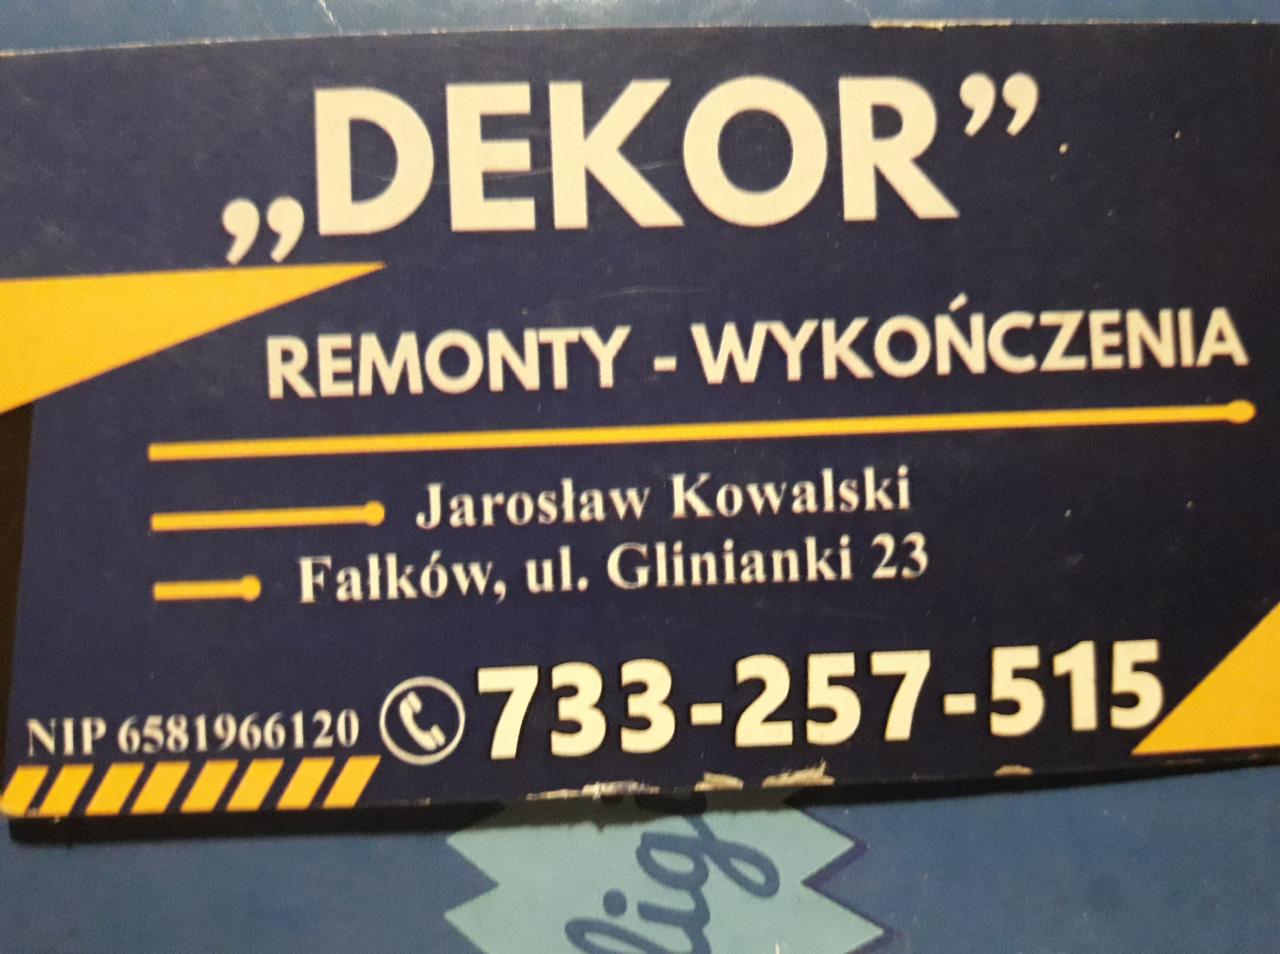 „DEKOR”
REMONTY - WYKOŃCZENIA
Jarosław Kowalski
Fałków, ul. Glinianki 23
NIP 6581966120 733-257-515